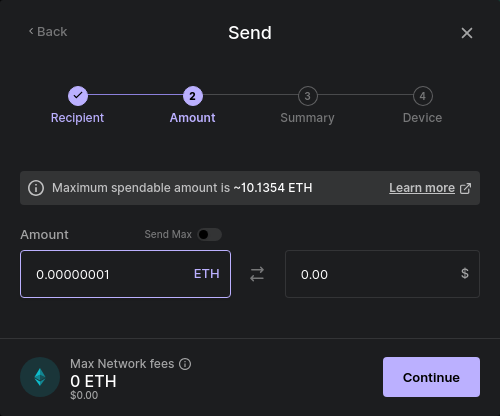 Back
Send
2
3
4
Recipient
Amount
Summary
Device
Maximum spendable amount is ~10.1354 ETH
Learn more
Amount
Send Max
0.00000001 ETH
0.00 $
Max Network fees
0 ETH
$0.00
Continue